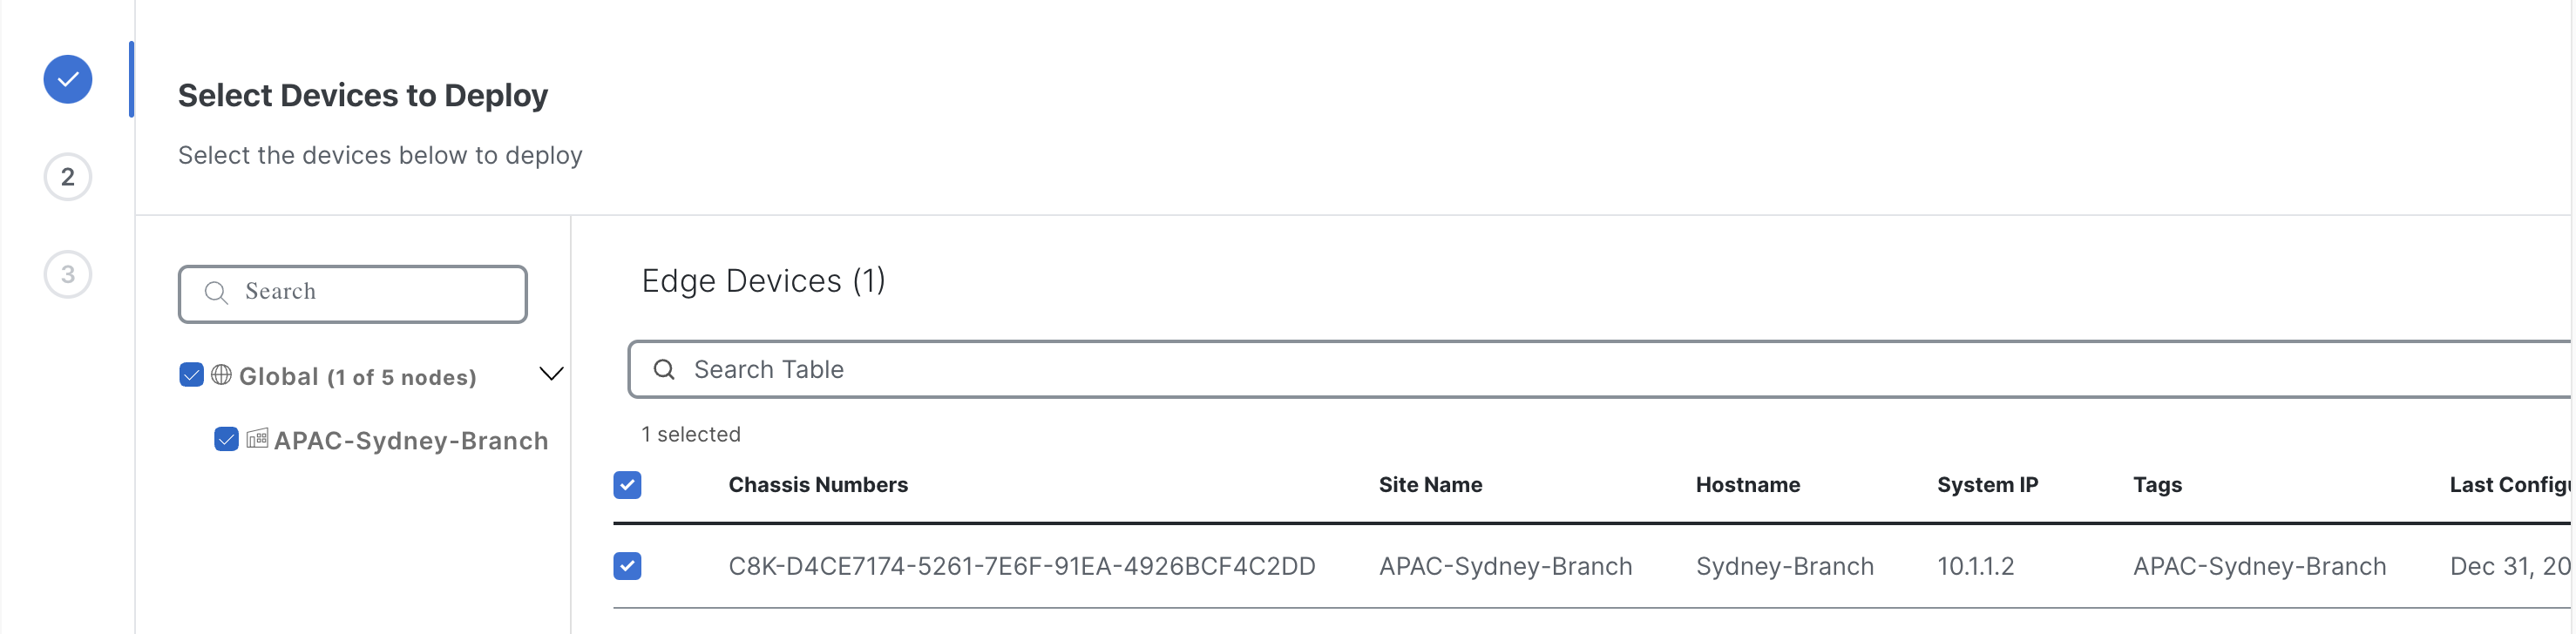 Select Devices to Deploy
Select the devices below to deploy
2
3
Search
Global (1 of 5 nodes)
APAC-Sydney-Branch
Edge Devices (1)
Search Table
1 selected
Chassis Numbers Site Name Hostname System IP Tags Last Configu
C8K-D4CE7174-5261-7E6F-91EA-4926BCF4C2DD APAC-Sydney-Branch Sydney-Branch 10.1.1.2 APAC-Sydney-Branch Dec 31, 20